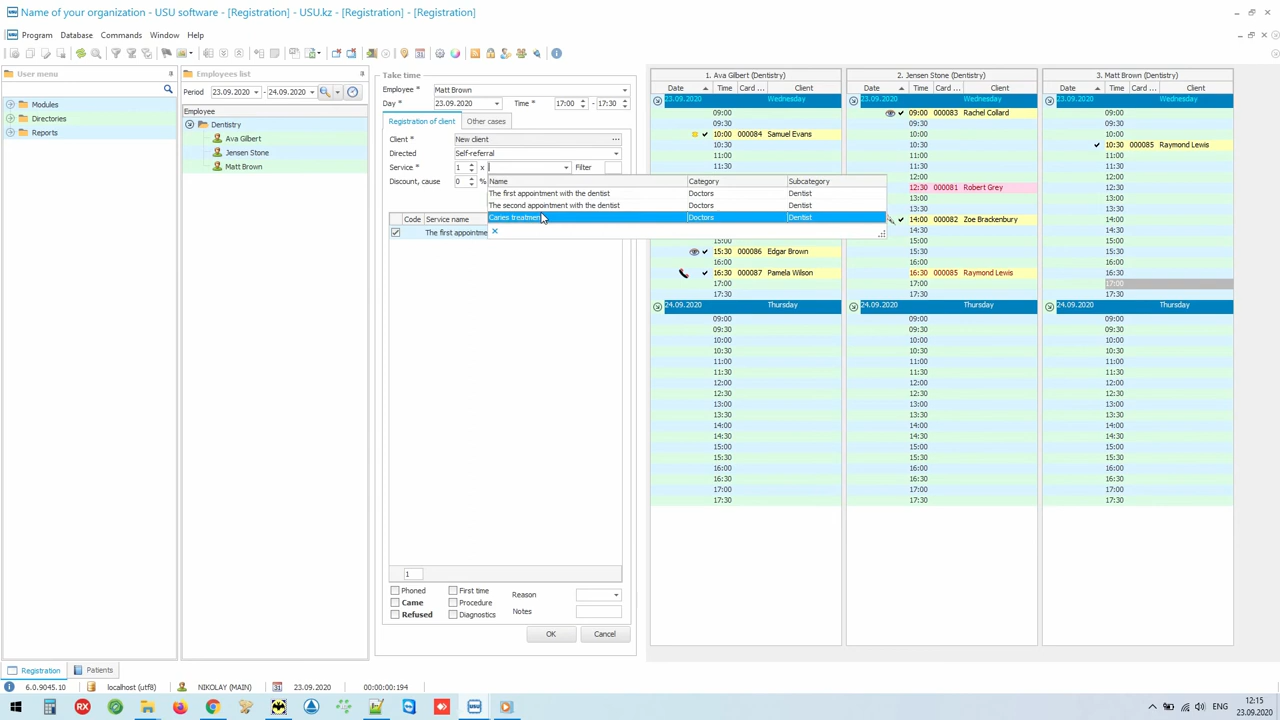 Name of your organization - USU software - [Registration] - USU.kz - [Registration] - [Registration]
Program Database Commands Window Help
User menu
Modules
Directories
Reports
Employees list
Period 23.09.2020 - 24.09.2020
Employee
Dentistry
Ava Gilbert
Jensen Stone
Matt Brown
Take time
Employee * Matt Brown
Day * 23.09.2020 Time * 17:00 - 17:30
Registration of client Other cases
Client * New client ...
Directed Self-referral
Service * 1 x Filter
Discount, cause 0 %
Name Category Subcategory
The first appointment with the dentist Doctors Dentist
The second appointment with the dentist Doctors Dentist
Caries treatment Doctors Dentist
Code Service name
The first appointme
1
Phoned First time Reason
Came Procedure
Notes
Refused Diagnostics
OK Cancel
1. Ava Gilbert (Dentistry)
Date Time Card ... Client
23.09.2020 Wednesday
09:00
09:30
10:00 000084 Samuel Evans
10:30
11:00
11:30
15:00
15:30 000086 Edgar Brown
16:00
16:30 000087 Pamela Wilson
17:00
17:30
24.09.2020 Thursday
09:00
09:30
10:00
10:30
11:00
11:30
12:00
12:30
13:00
13:30
14:00
14:30
15:00
15:30
16:00
16:30
17:00
17:30
2. Jensen Stone (Dentistry)
Date Time Card ... Client
23.09.2020 Wednesday
09:00 000083 Rachel Collard
09:30
10:00
10:30
11:00
11:30
12:00
12:30 000081 Robert Grey
13:00
13:30
14:00 000082 Zoe Brackenbury
14:30
15:00
15:30
16:00
16:30 000085 Raymond Lewis
17:00
17:30
24.09.2020 Thursday
09:00
09:30
10:00
10:30
11:00
11:30
12:00
12:30
13:00
13:30
14:00
14:30
15:00
15:30
16:00
16:30
17:00
17:30
3. Matt Brown (Dentistry)
Date Time Card ... Client
23.09.2020 Wednesday
09:00
09:30
10:00
10:30 000085 Raymond Lewis
11:00
11:30
12:00
12:30
13:00
13:30
14:00
14:30
15:00
15:30
16:00
16:30
17:00
17:30
24.09.2020 Thursday
09:00
09:30
10:00
10:30
11:00
11:30
12:00
12:30
13:00
13:30
14:00
14:30
15:00
15:30
16:00
16:30
17:00
17:30
Registration Patients
6.0.9045.10 localhost (utf8) NIKOLAY (MAIN) 23.09.2020 00:00:00:194
12:15
23.09.2020